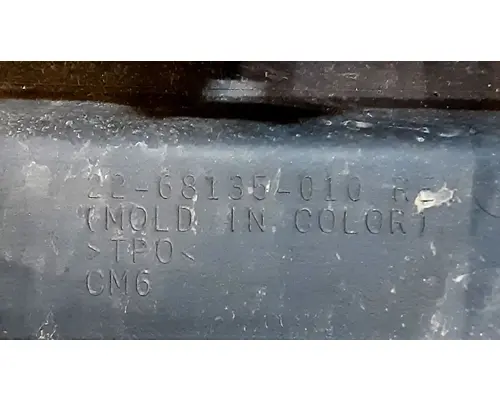 22-68135-010
(MOLD IN COLOR)
>TPO<
CM6